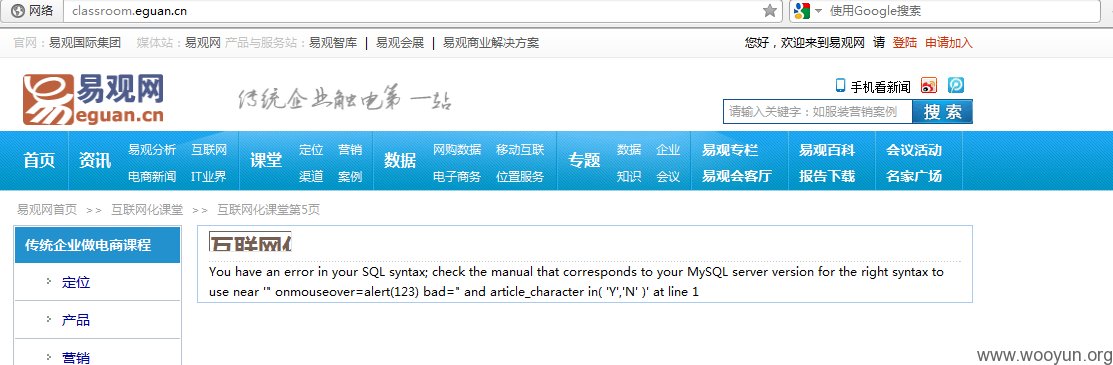 网络 classroom.eguan.cn 使用Google搜索
官网：易观国际集团 媒体站：易观网 产品与服务站：易观智库 | 易观会展 | 易观商业解决方案 您好，欢迎来到易观网 请 登陆 申请加入
易观网
eguan.cn
传统企业触电第一站
手机看新闻
请输入关键字：如服装营销案例 搜 索
首页 资讯 易观分析 互联网 课堂 定位 营销 数据 网购数据 移动互联 专题 数据 企业 易观专栏 易观百科 会议活动
电商新闻 IT业界 渠道 案例 电子商务 位置服务 知识 会议 易观会客厅 报告下载 名家广场
易观网首页 >> 互联网化课堂 >> 互联网化课堂第5页
传统企业做电商课程
定位
产品
营销
互联网化
You have an error in your SQL syntax; check the manual that corresponds to your MySQL server version for the right syntax to
use near '" onmouseover=alert(123) bad=" and article_character in( 'Y','N' )' at line 1
www.wooyun.org